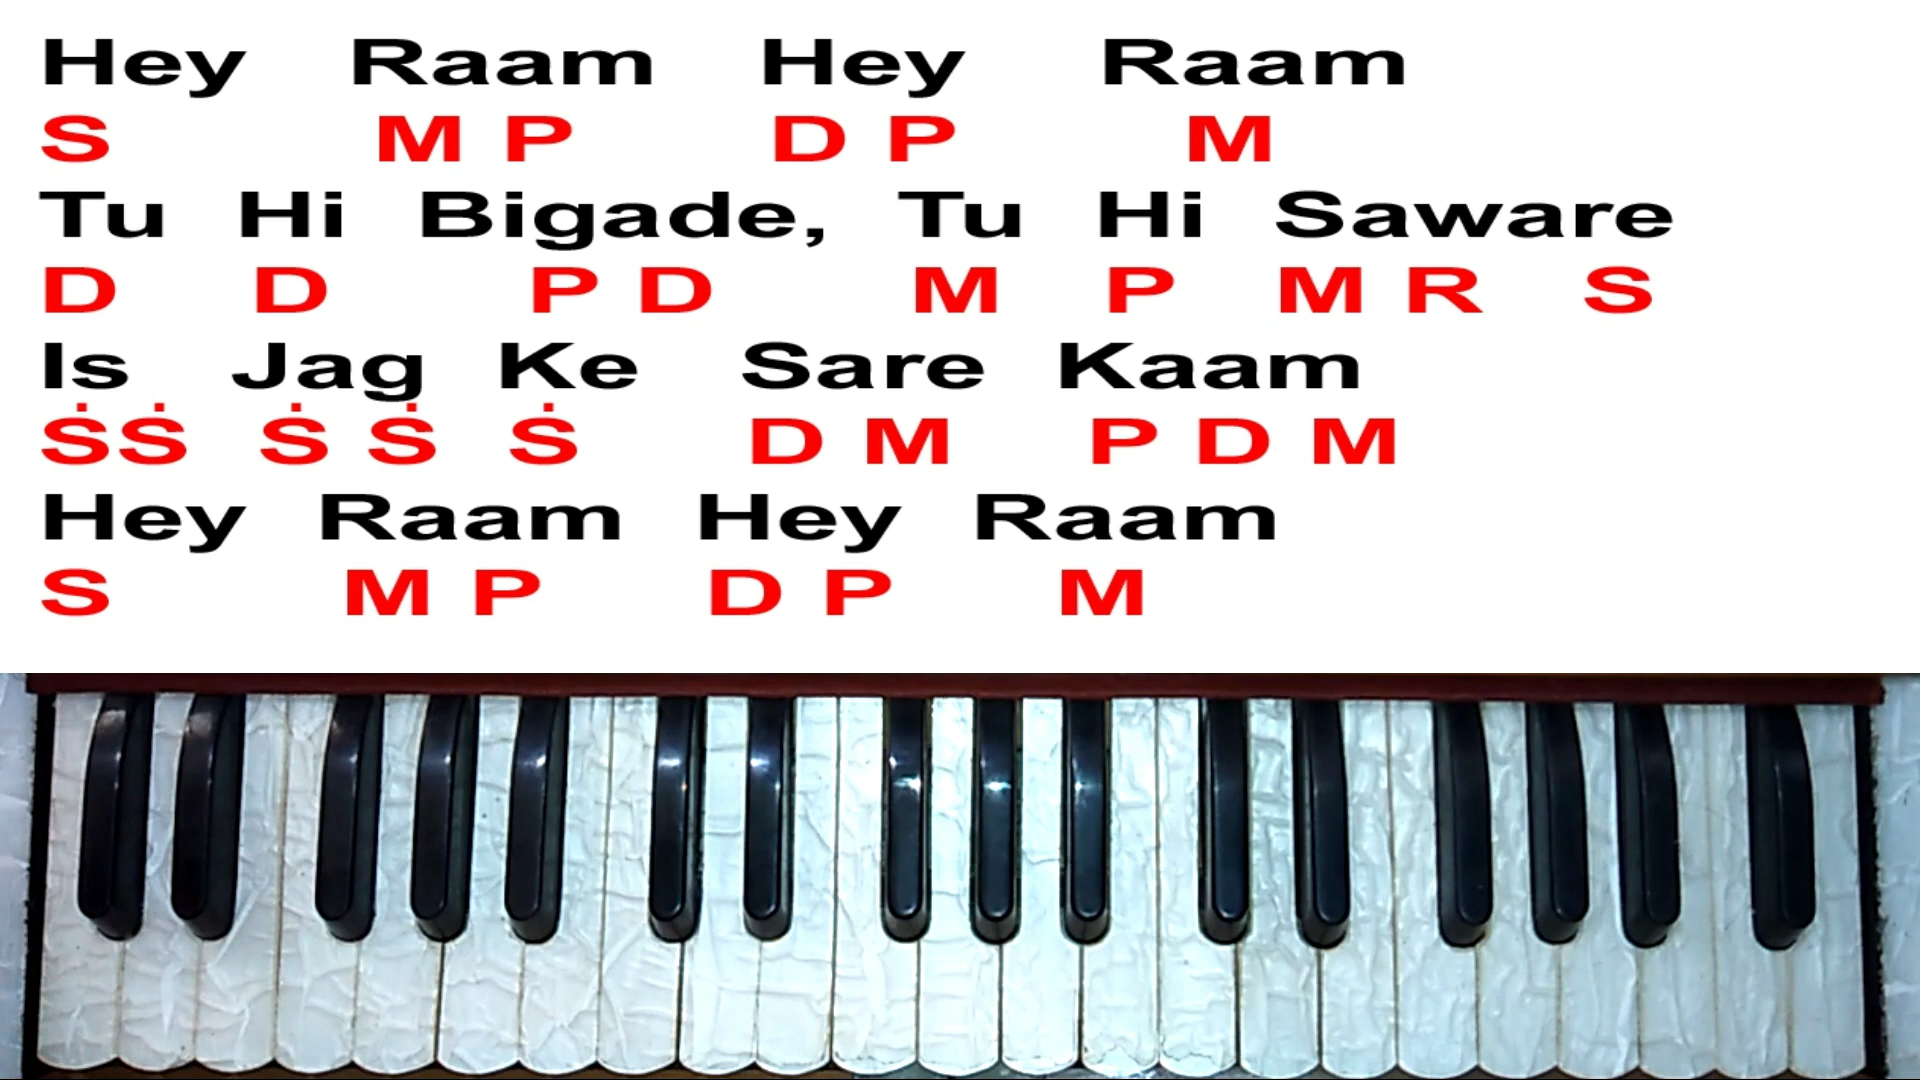 Hey Raam Hey Raam
S M P D P M
Tu Hi Bigade, Tu Hi Saware
D D P D M P M R S
Is Jag Ke Sare Kaam
ṠṠ Ṡ Ṡ Ṡ D M P D M
Hey Raam Hey Raam
S M P D P M